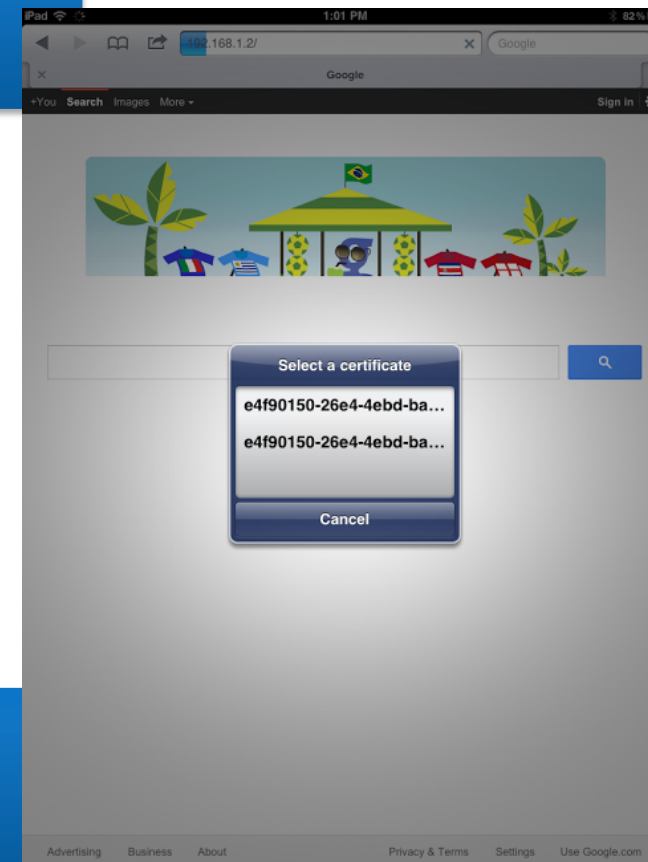 iPad 1:01 PM 82%
192.168.1.2/ Google
Google
+You Search Images More Sign in
Select a certificate
e4f90150-26e4-4ebd-ba...
e4f90150-26e4-4ebd-ba...
Cancel
Advertising Business About Privacy & Terms Settings Use Google.com